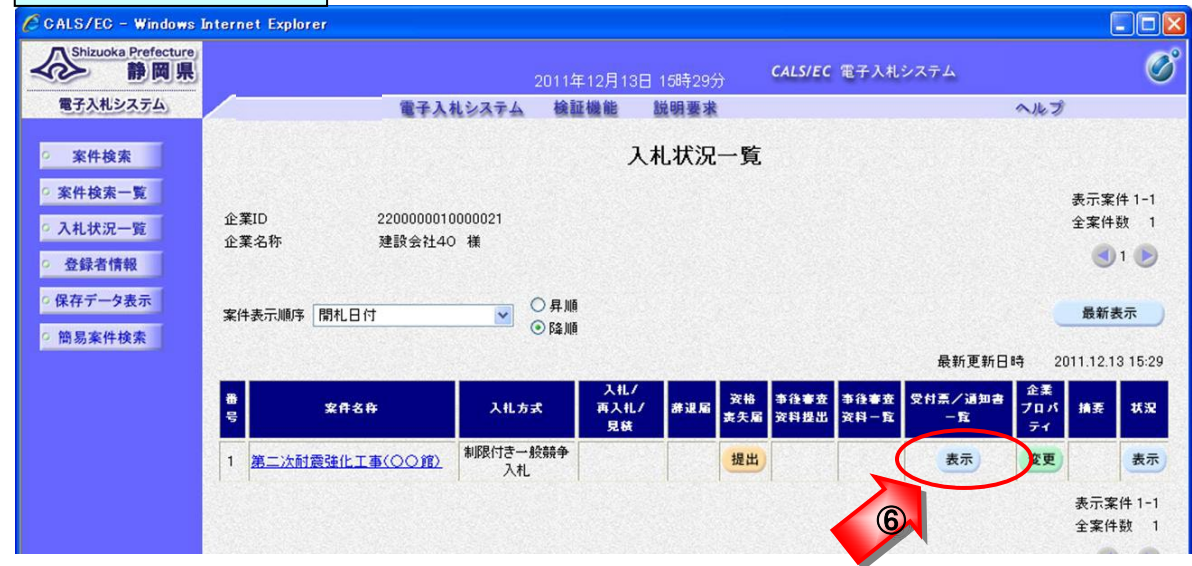 CALS/EC - Windows Internet Explorer
Shizuoka Prefecture
静岡県
2011年12月13日 15時29分
CALS/EC 電子入札システム
電子入札システム
電子入札システム 検証機能 説明要求 ヘルプ
案件検索
案件検索一覧
入札状況一覧
登録者情報
保存データ表示
簡易案件検索
入札状況一覧
表示案件 1-1
全案件数 1
1
企業ID 2200000010000021
企業名称 建設会社40 様
案件表示順序 開札日付
昇順
降順
最新表示
最新更新日時 2011.12.13 15:29
番号 案件名称 入札方式 入札/再入札/見積 辞退届 資格喪失届 事後審査資料提出 事後審査資料一覧 受付票/通知書一覧 企業プロパティ 摘要 状況
1 第二次耐震強化工事(○○館) 制限付き一般競争入札 提出 表示 変更 表示
⑥
表示案件 1-1
全案件数 1